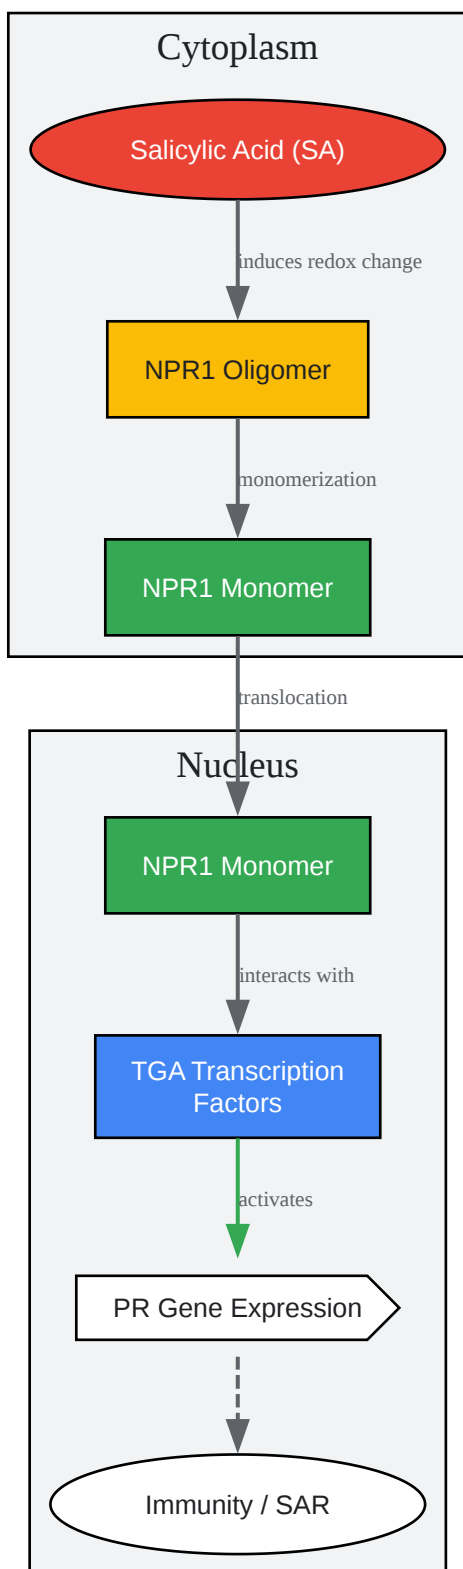 Cytoplasm
Salicylic Acid (SA)
induces redox change
NPR1 Oligomer
monomerization
NPR1 Monomer
translocation
Nucleus
NPR1 Monomer
interacts with
TGA Transcription
Factors
activates
PR Gene Expression
Immunity / SAR